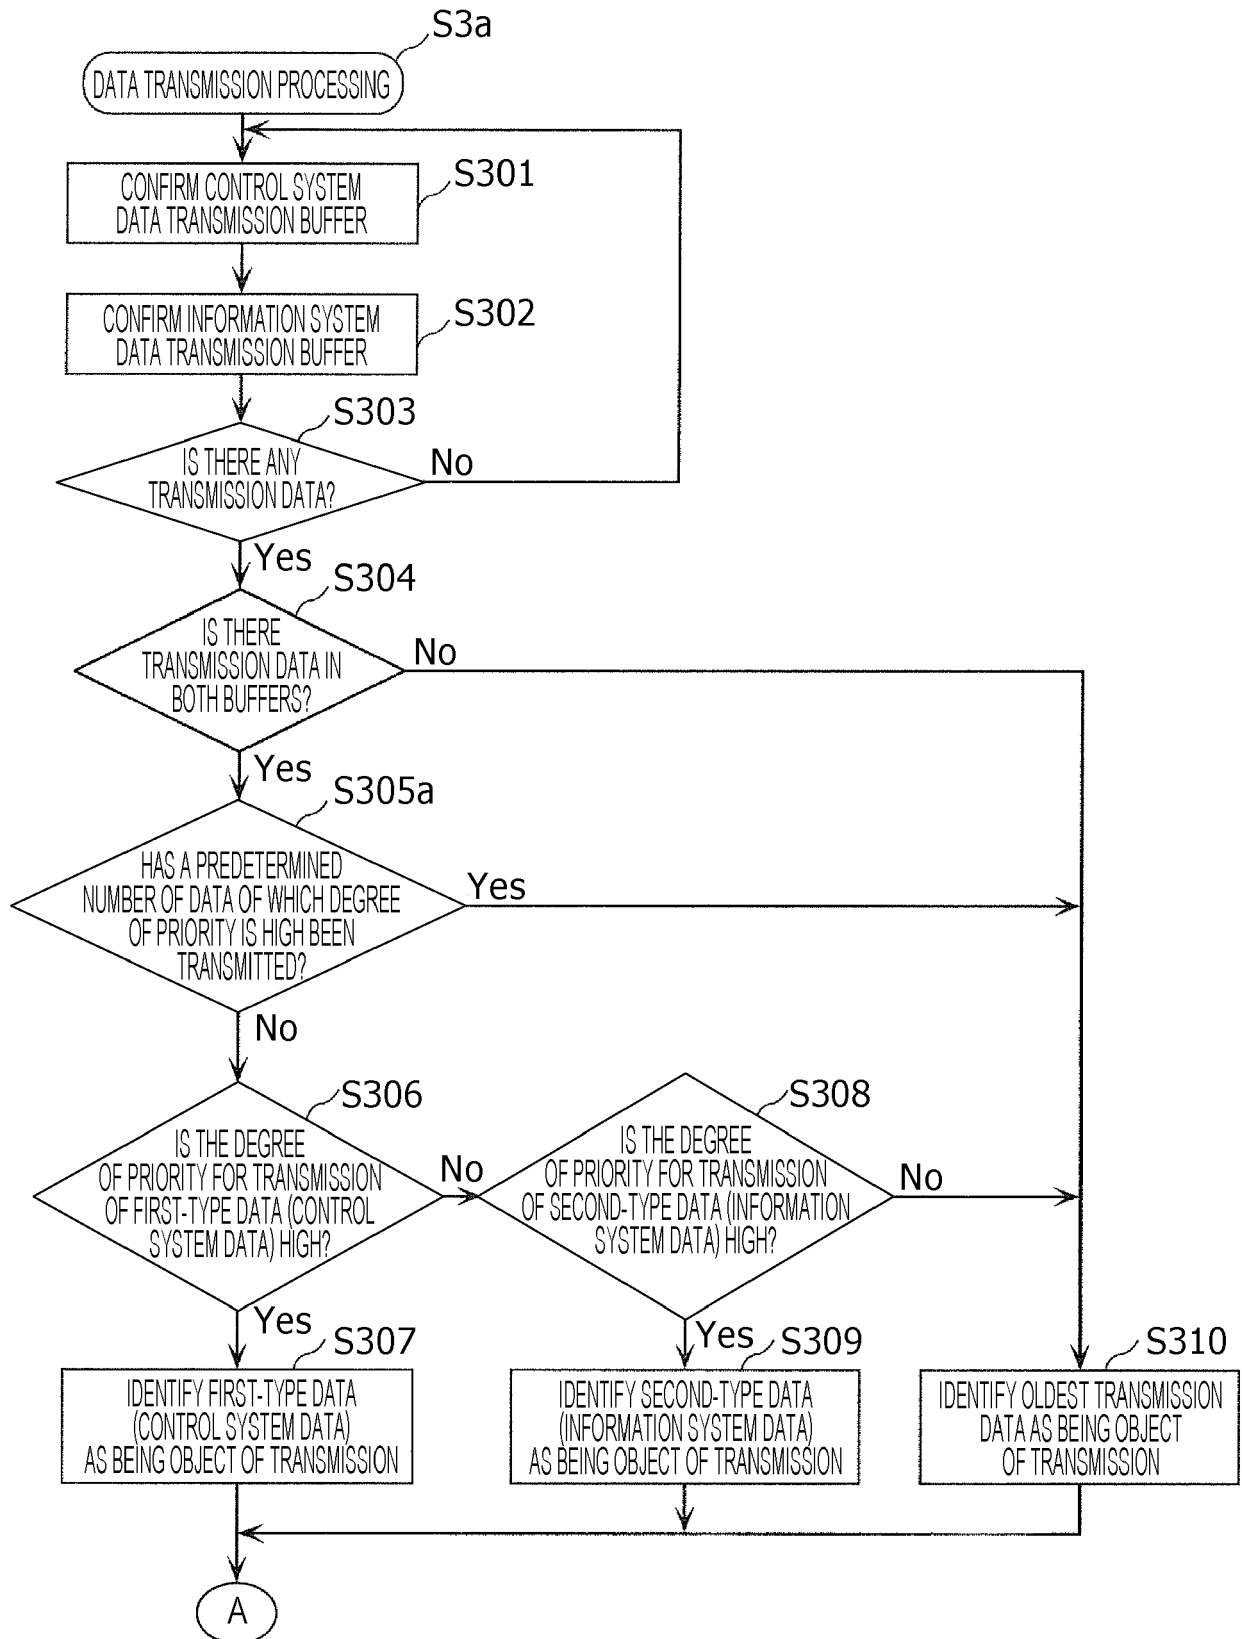 S3a
DATA TRANSMISSION PROCESSING
S301
CONFIRM CONTROL SYSTEM
DATA TRANSMISSION BUFFER
S302
CONFIRM INFORMATION SYSTEM
DATA TRANSMISSION BUFFER
S303
IS THERE ANY
TRANSMISSION DATA?
No
Yes
S304
IS THERE
TRANSMISSION DATA IN
BOTH BUFFERS?
No
Yes
S305a
HAS A PREDETERMINED
NUMBER OF DATA OF WHICH DEGREE
OF PRIORITY IS HIGH BEEN
TRANSMITTED?
Yes
No
S306
IS THE DEGREE
OF PRIORITY FOR TRANSMISSION
OF FIRST-TYPE DATA (CONTROL
SYSTEM DATA) HIGH?
No
Yes
S308
IS THE DEGREE
OF PRIORITY FOR TRANSMISSION
OF SECOND-TYPE DATA (INFORMATION
SYSTEM DATA) HIGH?
No
Yes
S307
IDENTIFY FIRST-TYPE DATA
(CONTROL SYSTEM DATA)
AS BEING OBJECT OF TRANSMISSION
S309
IDENTIFY SECOND-TYPE DATA
(INFORMATION SYSTEM DATA)
AS BEING OBJECT OF TRANSMISSION
S310
IDENTIFY OLDEST TRANSMISSION
DATA AS BEING OBJECT
OF TRANSMISSION
A